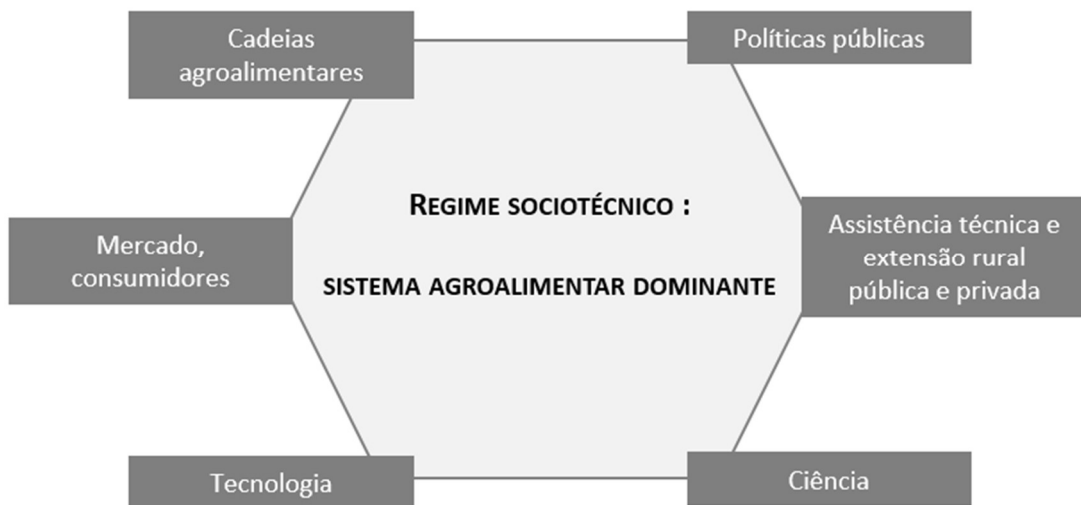 Cadeias
agroalimentares
Políticas públicas
REGIME SOCIOTÉCNICO :
SISTEMA AGROALIMENTAR DOMINANTE
Mercado,
consumidores
Assistência técnica e
extensão rural
pública e privada
Tecnologia
Ciência